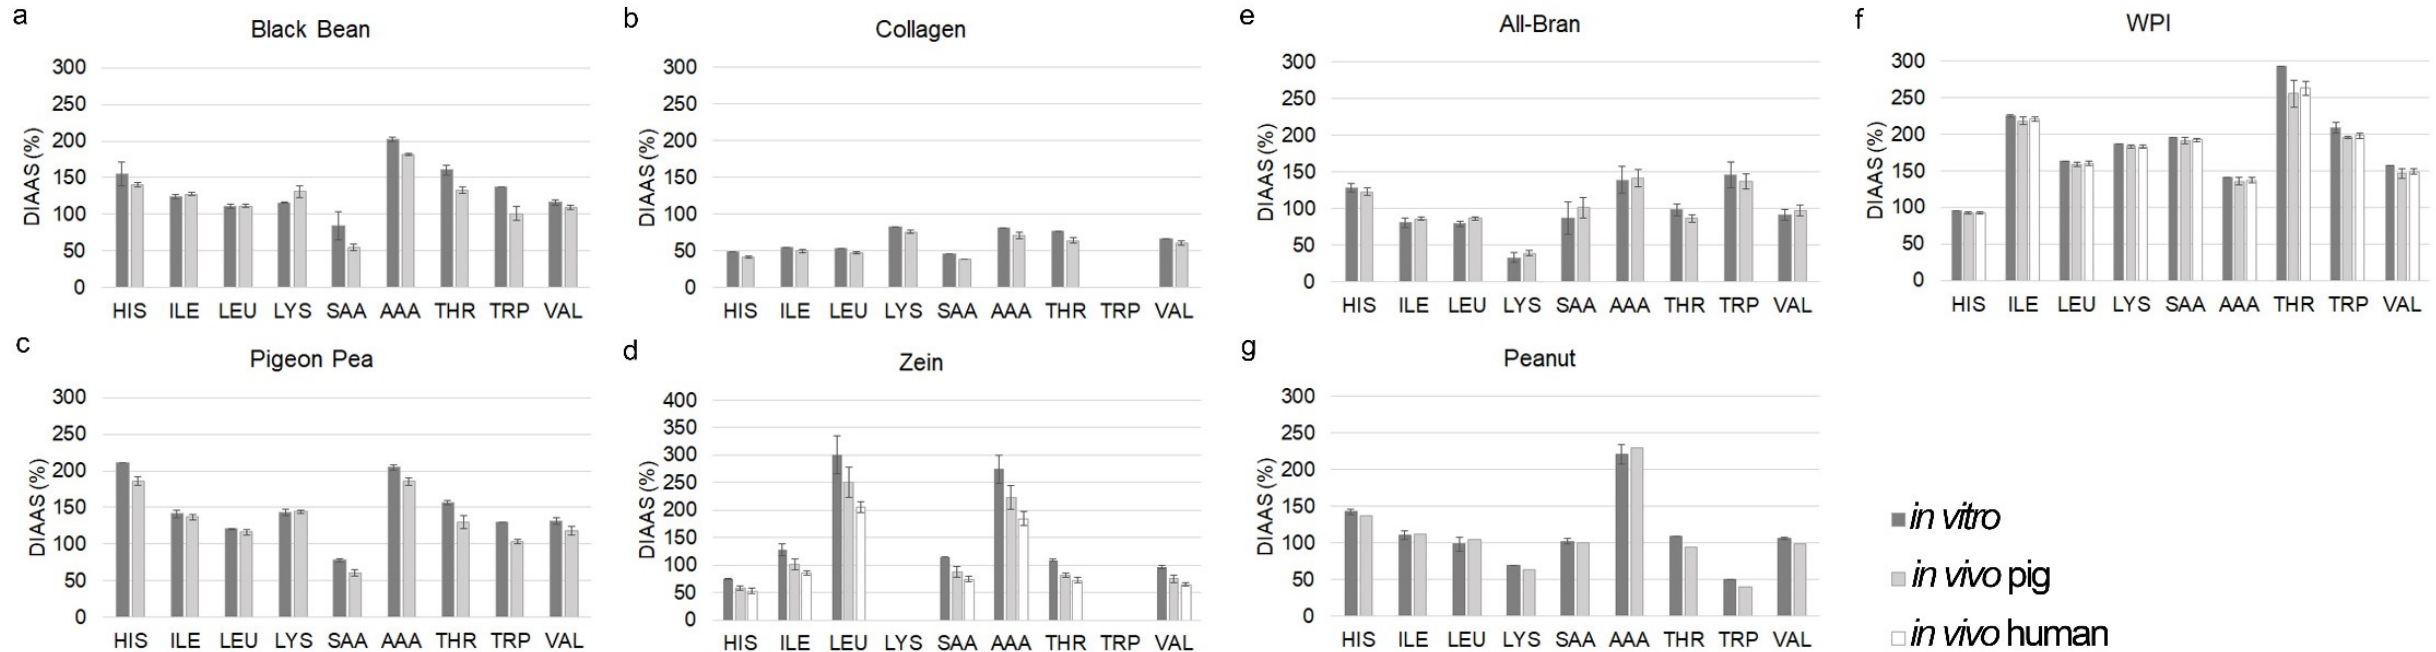 a
Black Bean
300
250
200
150
100
50
0
DIAAS (%)
HIS ILE LEU LYS SAA AAA THR TRP VAL
b
Collagen
300
250
200
150
100
50
0
DIAAS (%)
HIS ILE LEU LYS SAA AAA THR TRP VAL
e
All-Bran
300
250
200
150
100
50
0
DIAAS (%)
HIS ILE LEU LYS SAA AAA THR TRP VAL
f
WPI
300
250
200
150
100
50
0
DIAAS (%)
HIS ILE LEU LYS SAA AAA THR TRP VAL
c
Pigeon Pea
300
250
200
150
100
50
0
DIAAS (%)
HIS ILE LEU LYS SAA AAA THR TRP VAL
d
Zein
400
350
300
250
200
150
100
50
0
DIAAS (%)
HIS ILE LEU LYS SAA AAA THR TRP VAL
g
Peanut
300
250
200
150
100
50
0
DIAAS (%)
HIS ILE LEU LYS SAA AAA THR TRP VAL
in vitro
in vivo pig
in vivo human